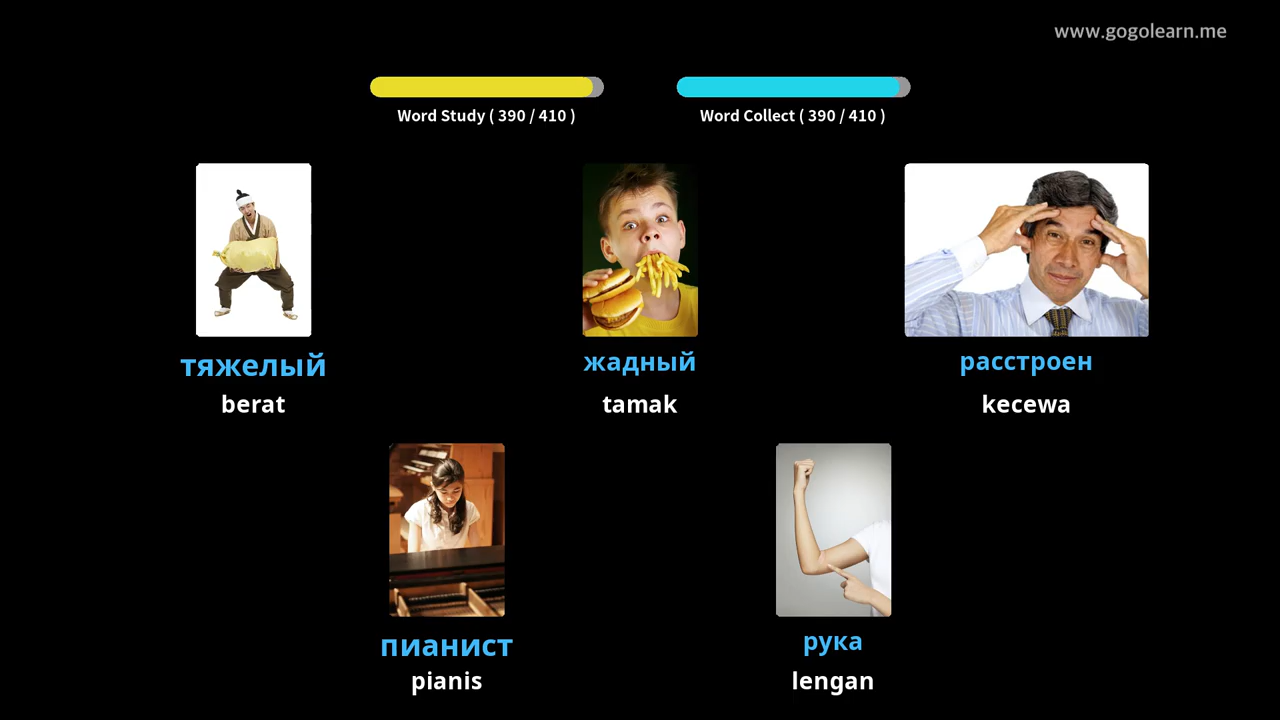 www.gogolearn.me
Word Study ( 390 / 410 )
Word Collect ( 390 / 410 )
тяжелый
berat
жадный
tamak
расстроен
kecewa
пианист
pianis
рука
lengan